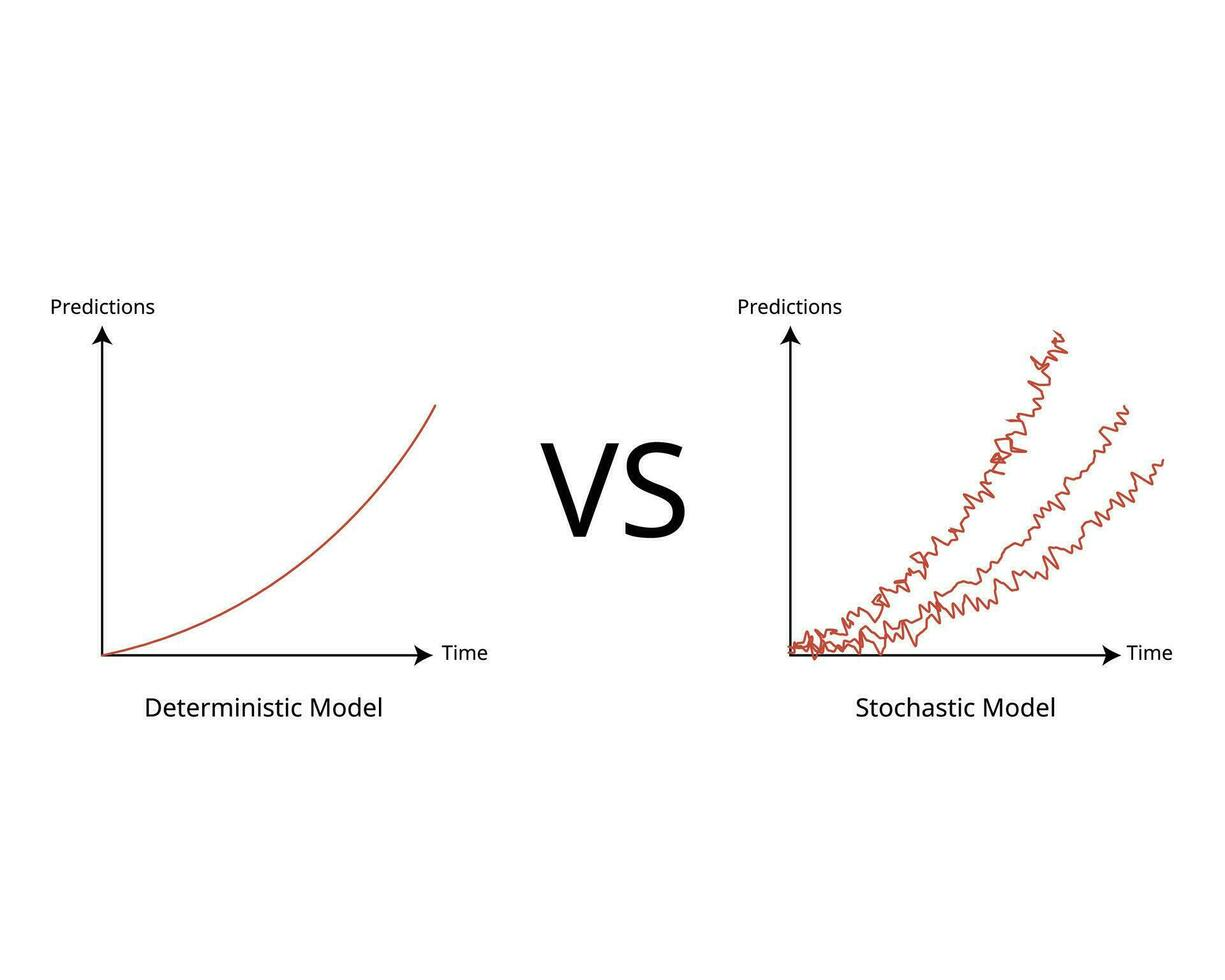 Predictions
Time
Deterministic Model
VS
Predictions
Time
Stochastic Model